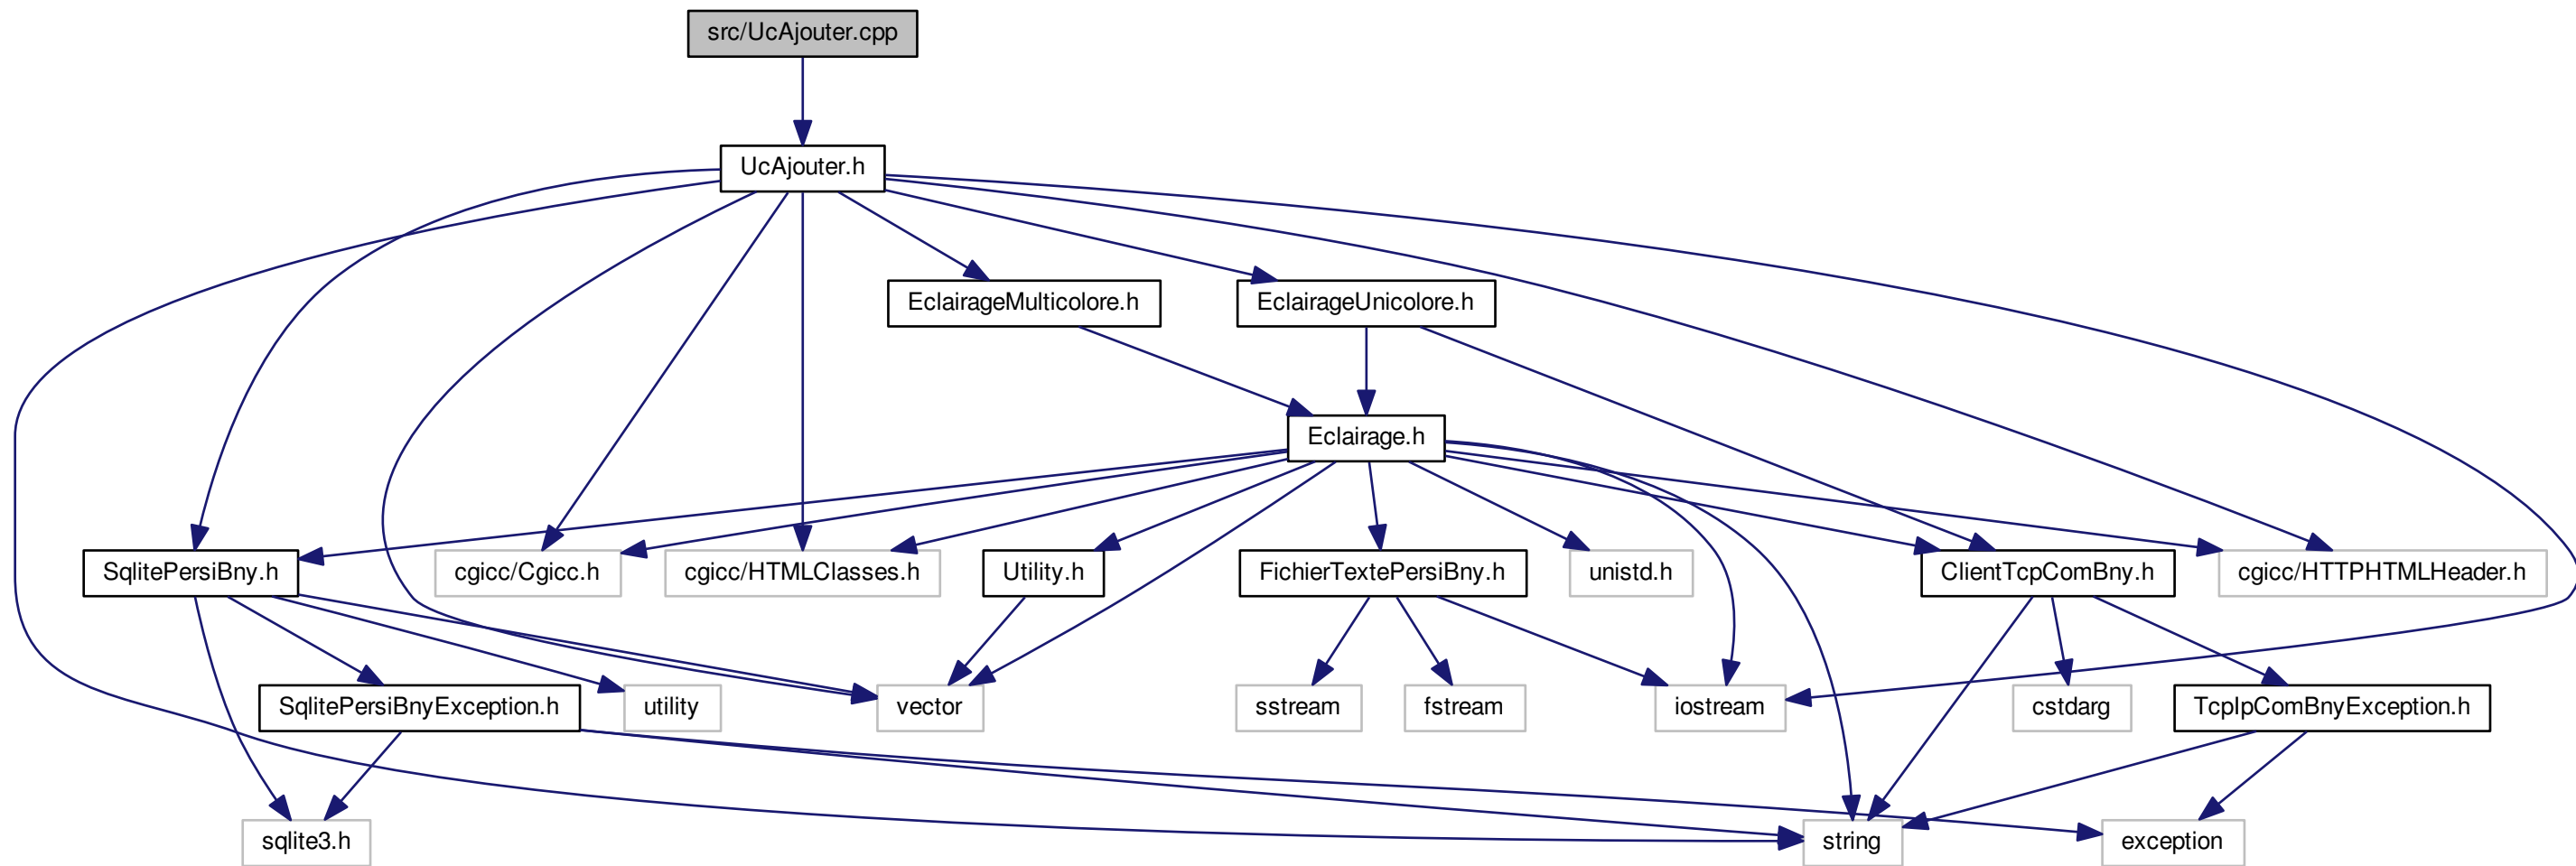 src/UcAjouter.cpp
UcAjouter.h
EclairageMulticolore.h
EclairageUnicolore.h
Eclairage.h
SqlitePersiBny.h
cgicc/Cgicc.h
cgicc/HTMLClasses.h
Utility.h
FichierTextePersiBny.h
unistd.h
ClientTcpComBny.h
cgicc/HTTPHTMLHeader.h
SqlitePersiBnyException.h
utility
vector
sstream
fstream
iostream
cstdarg
TcpIpComBnyException.h
sqlite3.h
string
exception